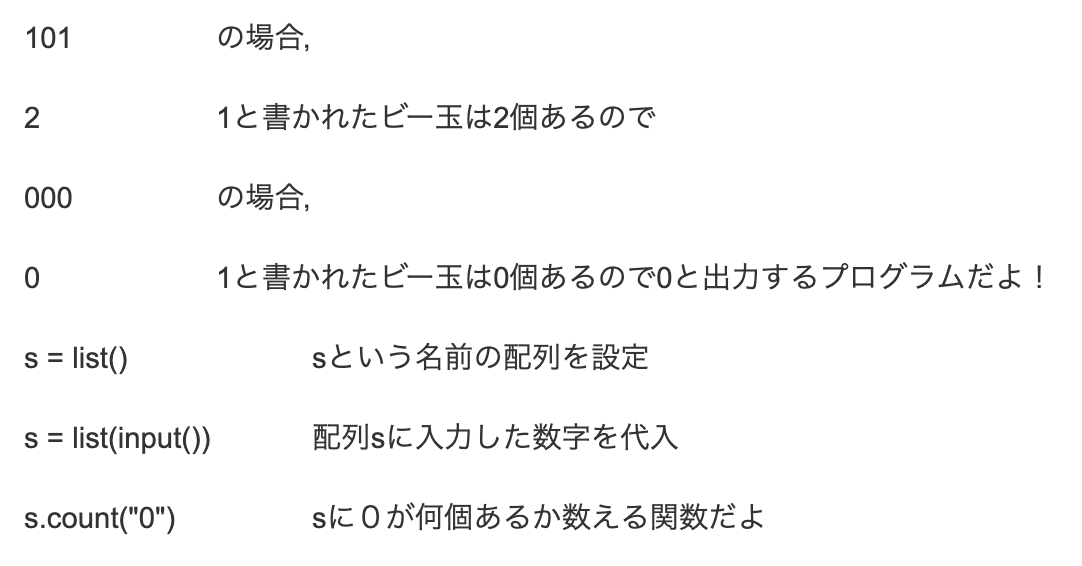 101 の場合,
2 1と書かれたビー玉は2個あるので
000 の場合,
0 1と書かれたビー玉は0個あるので0と出力するプログラムだよ！
s = list() sという名前の配列を設定
s = list(input()) 配列sに入力した数字を代入
s.count("0") sに０が何個あるか数える関数だよ